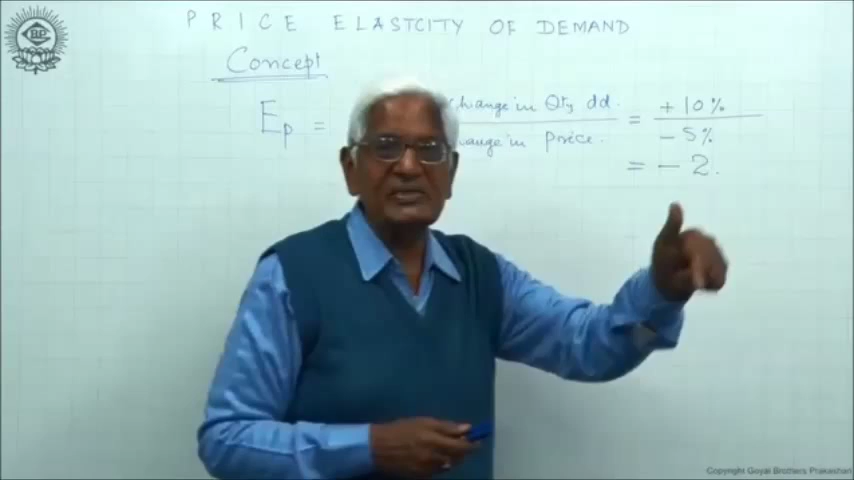 PRICE ELASTCITY OF DEMAND
Concept
Ep = change in Qty dd. = +10%
change in price. -5%
= -2.
Copyright Goyal Brothers Prakashan